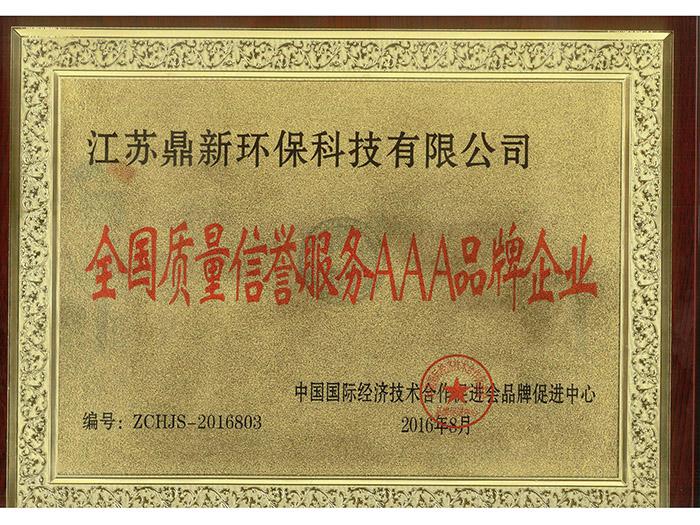 江苏鼎新环保科技有限公司
全国质量信誉服务AAA品牌企业
中国国际经济技术合作促进会品牌促进中心
编号：ZCHJS-2016803
2016年8月